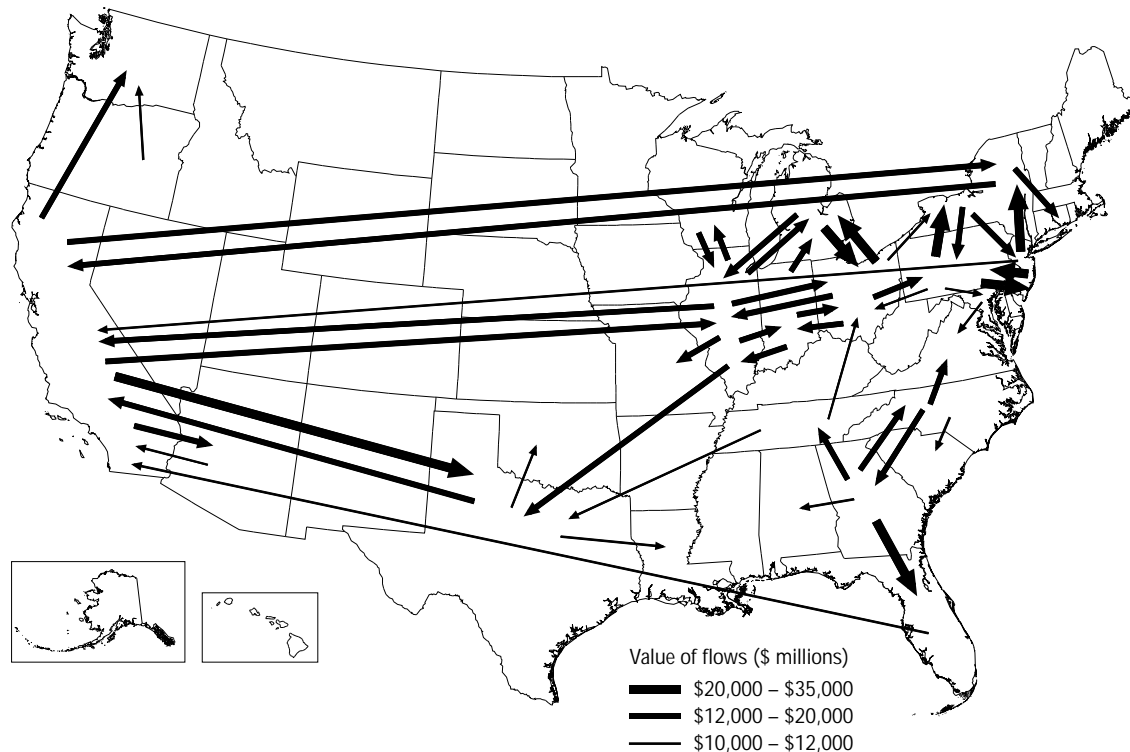 Value of flows ($ millions)
$20,000 – $35,000
$12,000 – $20,000
$10,000 – $12,000